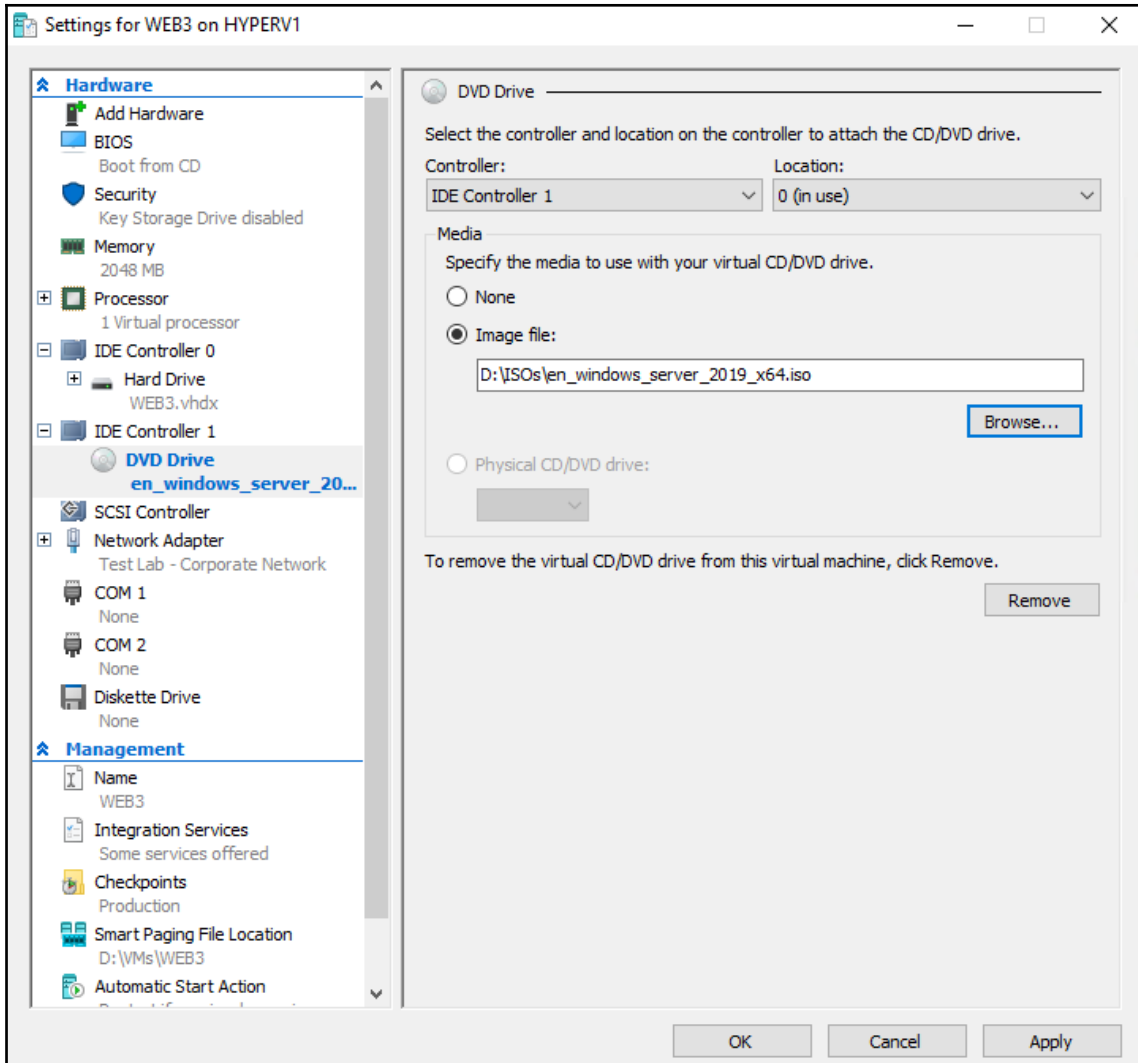 Settings for WEB3 on HYPERV1
Hardware
Add Hardware
BIOS
Boot from CD
Security
Key Storage Drive disabled
Memory
2048 MB
Processor
1 Virtual processor
IDE Controller 0
Hard Drive
WEB3.vhdx
IDE Controller 1
DVD Drive
en_windows_server_20...
SCSI Controller
Network Adapter
Test Lab - Corporate Network
COM 1
None
COM 2
None
Diskette Drive
None
Management
Name
WEB3
Integration Services
Some services offered
Checkpoints
Production
Smart Paging File Location
D:\VMs\WEB3
Automatic Start Action
DVD Drive
Select the controller and location on the controller to attach the CD/DVD drive.
Controller:
Location:
IDE Controller 1
0 (in use)
Media
Specify the media to use with your virtual CD/DVD drive.
None
Image file:
D:\ISOs\en_windows_server_2019_x64.iso
Browse...
Physical CD/DVD drive:
To remove the virtual CD/DVD drive from this virtual machine, click Remove.
Remove
OK
Cancel
Apply